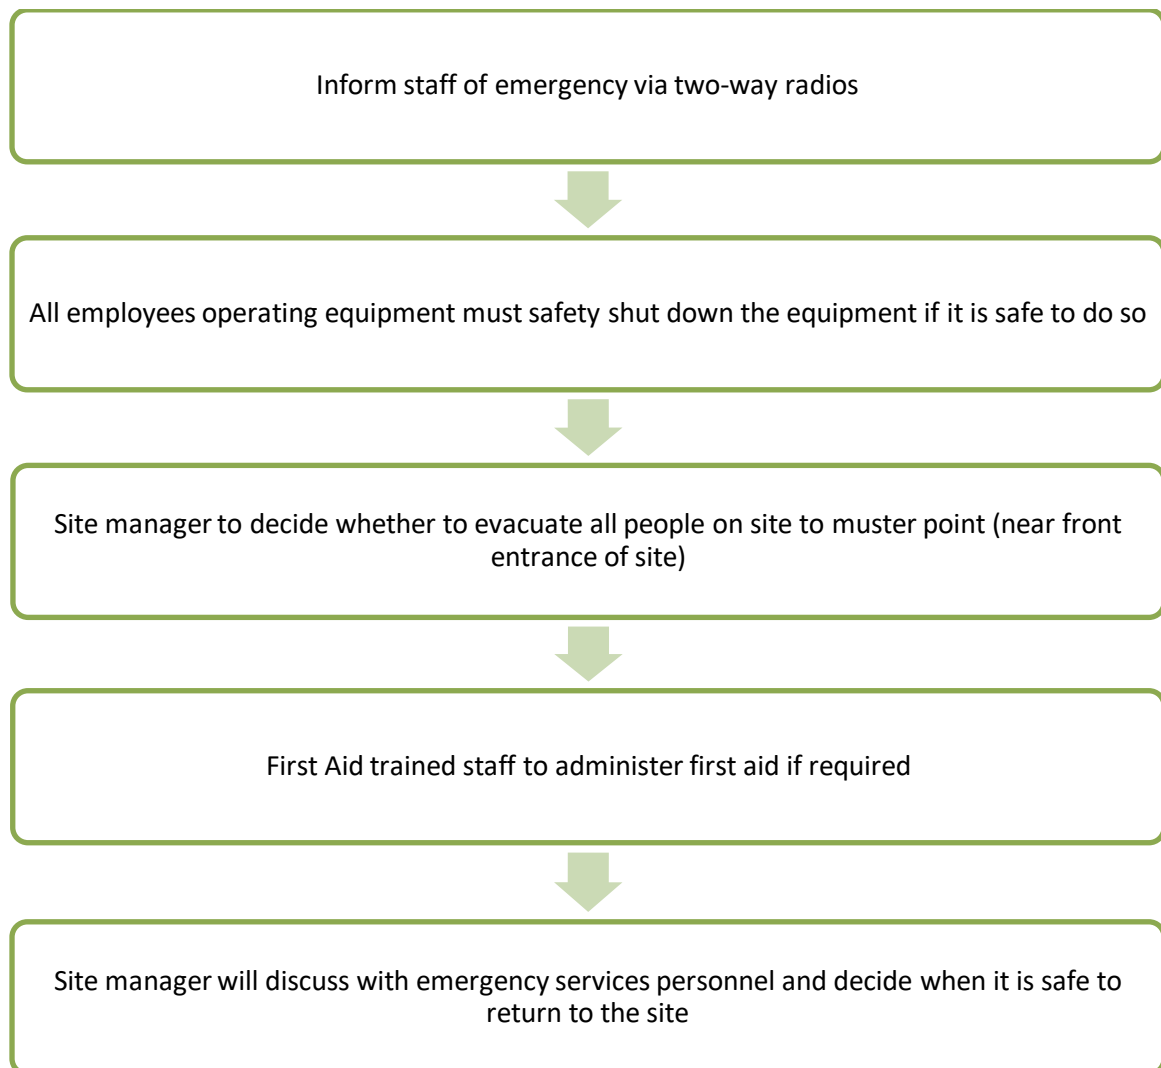 Inform staff of emergency via two-way radios
All employees operating equipment must safety shut down the equipment if it is safe to do so
Site manager to decide whether to evacuate all people on site to muster point (near front
entrance of site)
First Aid trained staff to administer first aid if required
Site manager will discuss with emergency services personnel and decide when it is safe to
return to the site